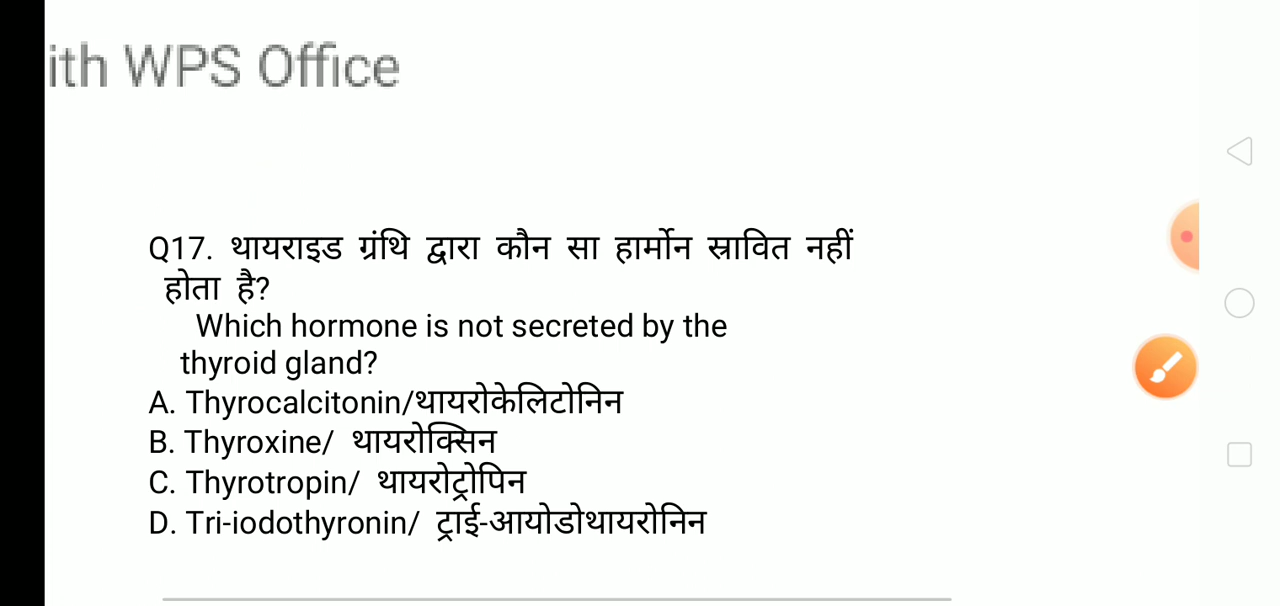 ith WPS Office
Q17. थायराइड ग्रंथि द्वारा कौन सा हार्मोन स्रावित नहीं
होता है?
Which hormone is not secreted by the
thyroid gland?
A. Thyrocalcitonin/थायरोकेलिटोनिन
B. Thyroxine/ थायरोक्सिन
C. Thyrotropin/ थायरोट्रोपिन
D. Tri-iodothyronin/ ट्राई-आयोडोथायरोनिन